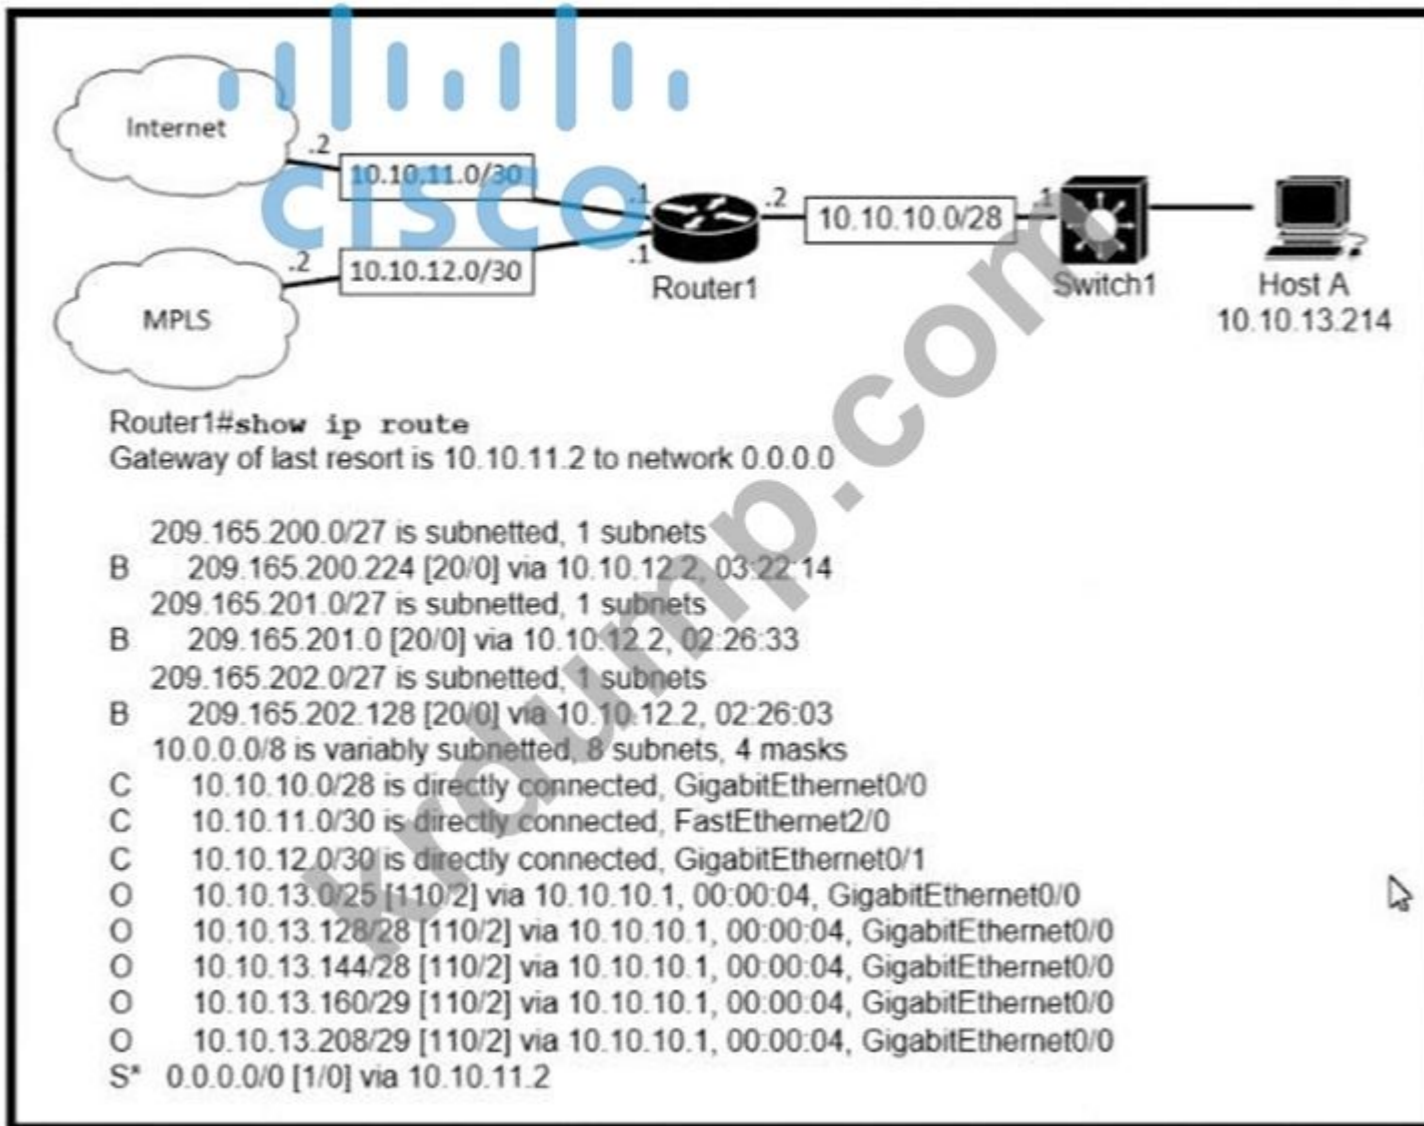 CISCO
Internet
.2
10.10.11.0/30
.1
.2
10.10.10.0/28
.1
.2
10.10.12.0/30
.1
Router1
Switch1
Host A
10.10.13.214
MPLS
krdump.com
Router1#show ip route
Gateway of last resort is 10.10.11.2 to network 0.0.0.0
209.165.200.0/27 is subnetted, 1 subnets
B 209.165.200.224 [20/0] via 10.10.12.2, 03:22:14
209.165.201.0/27 is subnetted, 1 subnets
B 209.165.201.0 [20/0] via 10.10.12.2, 02:26:33
209.165.202.0/27 is subnetted, 1 subnets
B 209.165.202.128 [20/0] via 10.10.12.2, 02:26:03
10.0.0.0/8 is variably subnetted, 8 subnets, 4 masks
C 10.10.10.0/28 is directly connected, GigabitEthernet0/0
C 10.10.11.0/30 is directly connected, FastEthernet2/0
C 10.10.12.0/30 is directly connected, GigabitEthernet0/1
O 10.10.13.0/25 [110/2] via 10.10.10.1, 00:00:04, GigabitEthernet0/0
O 10.10.13.128/28 [110/2] via 10.10.10.1, 00:00:04, GigabitEthernet0/0
O 10.10.13.144/28 [110/2] via 10.10.10.1, 00:00:04, GigabitEthernet0/0
O 10.10.13.160/29 [110/2] via 10.10.10.1, 00:00:04, GigabitEthernet0/0
O 10.10.13.208/29 [110/2] via 10.10.10.1, 00:00:04, GigabitEthernet0/0
S* 0.0.0.0/0 [1/0] via 10.10.11.2